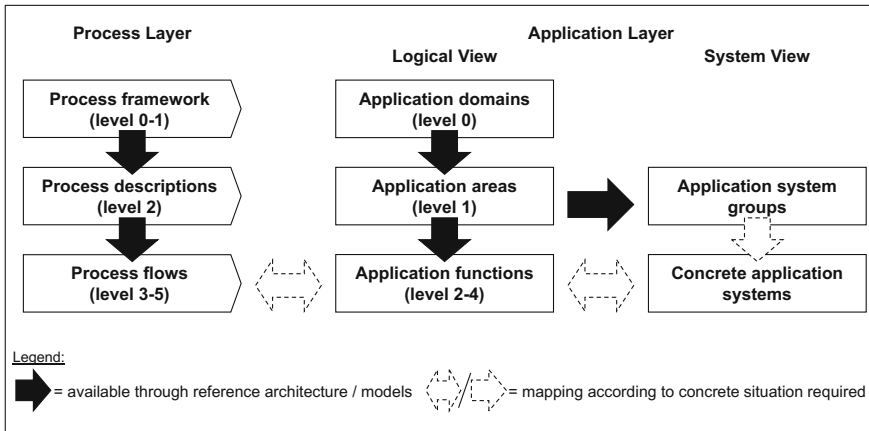 Process Layer
Application Layer
Logical View
System View
Process framework
(level 0-1)
Application domains
(level 0)
Process descriptions
(level 2)
Application areas
(level 1)
Application system
groups
Process flows
(level 3-5)
Application functions
(level 2-4)
Concrete application
systems
Legend:
= available through reference architecture / models
/
= mapping according to concrete situation required